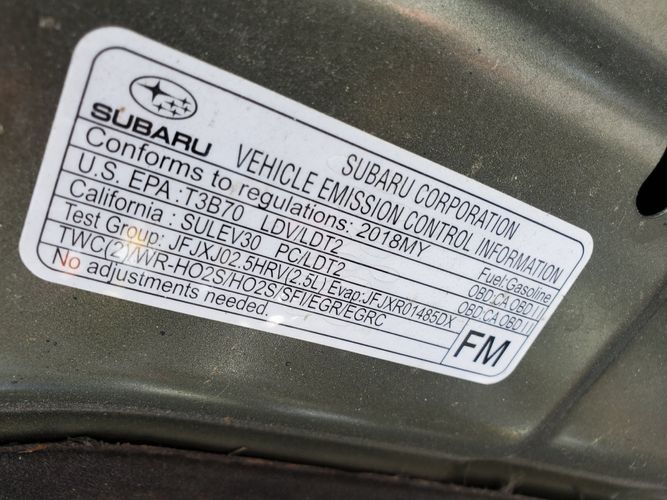 SUBARU
SUBARU CORPORATION
VEHICLE EMISSION CONTROL INFORMATION
Conforms to regulations: 2018MY Fuel:Gasoline
U.S. EPA :T3B70 LDV/LDT2 OBD:CA OBD II
California : SULEV30 PC/LDT2 OBD:CA OBD II
Test Group: JFJXJ02.5HRV(2.5L) Evap:JFJXR01485DX
TWC(2)/WR-HO2S/HO2S/SFI/EGR/EGRC
No adjustments needed.
FM